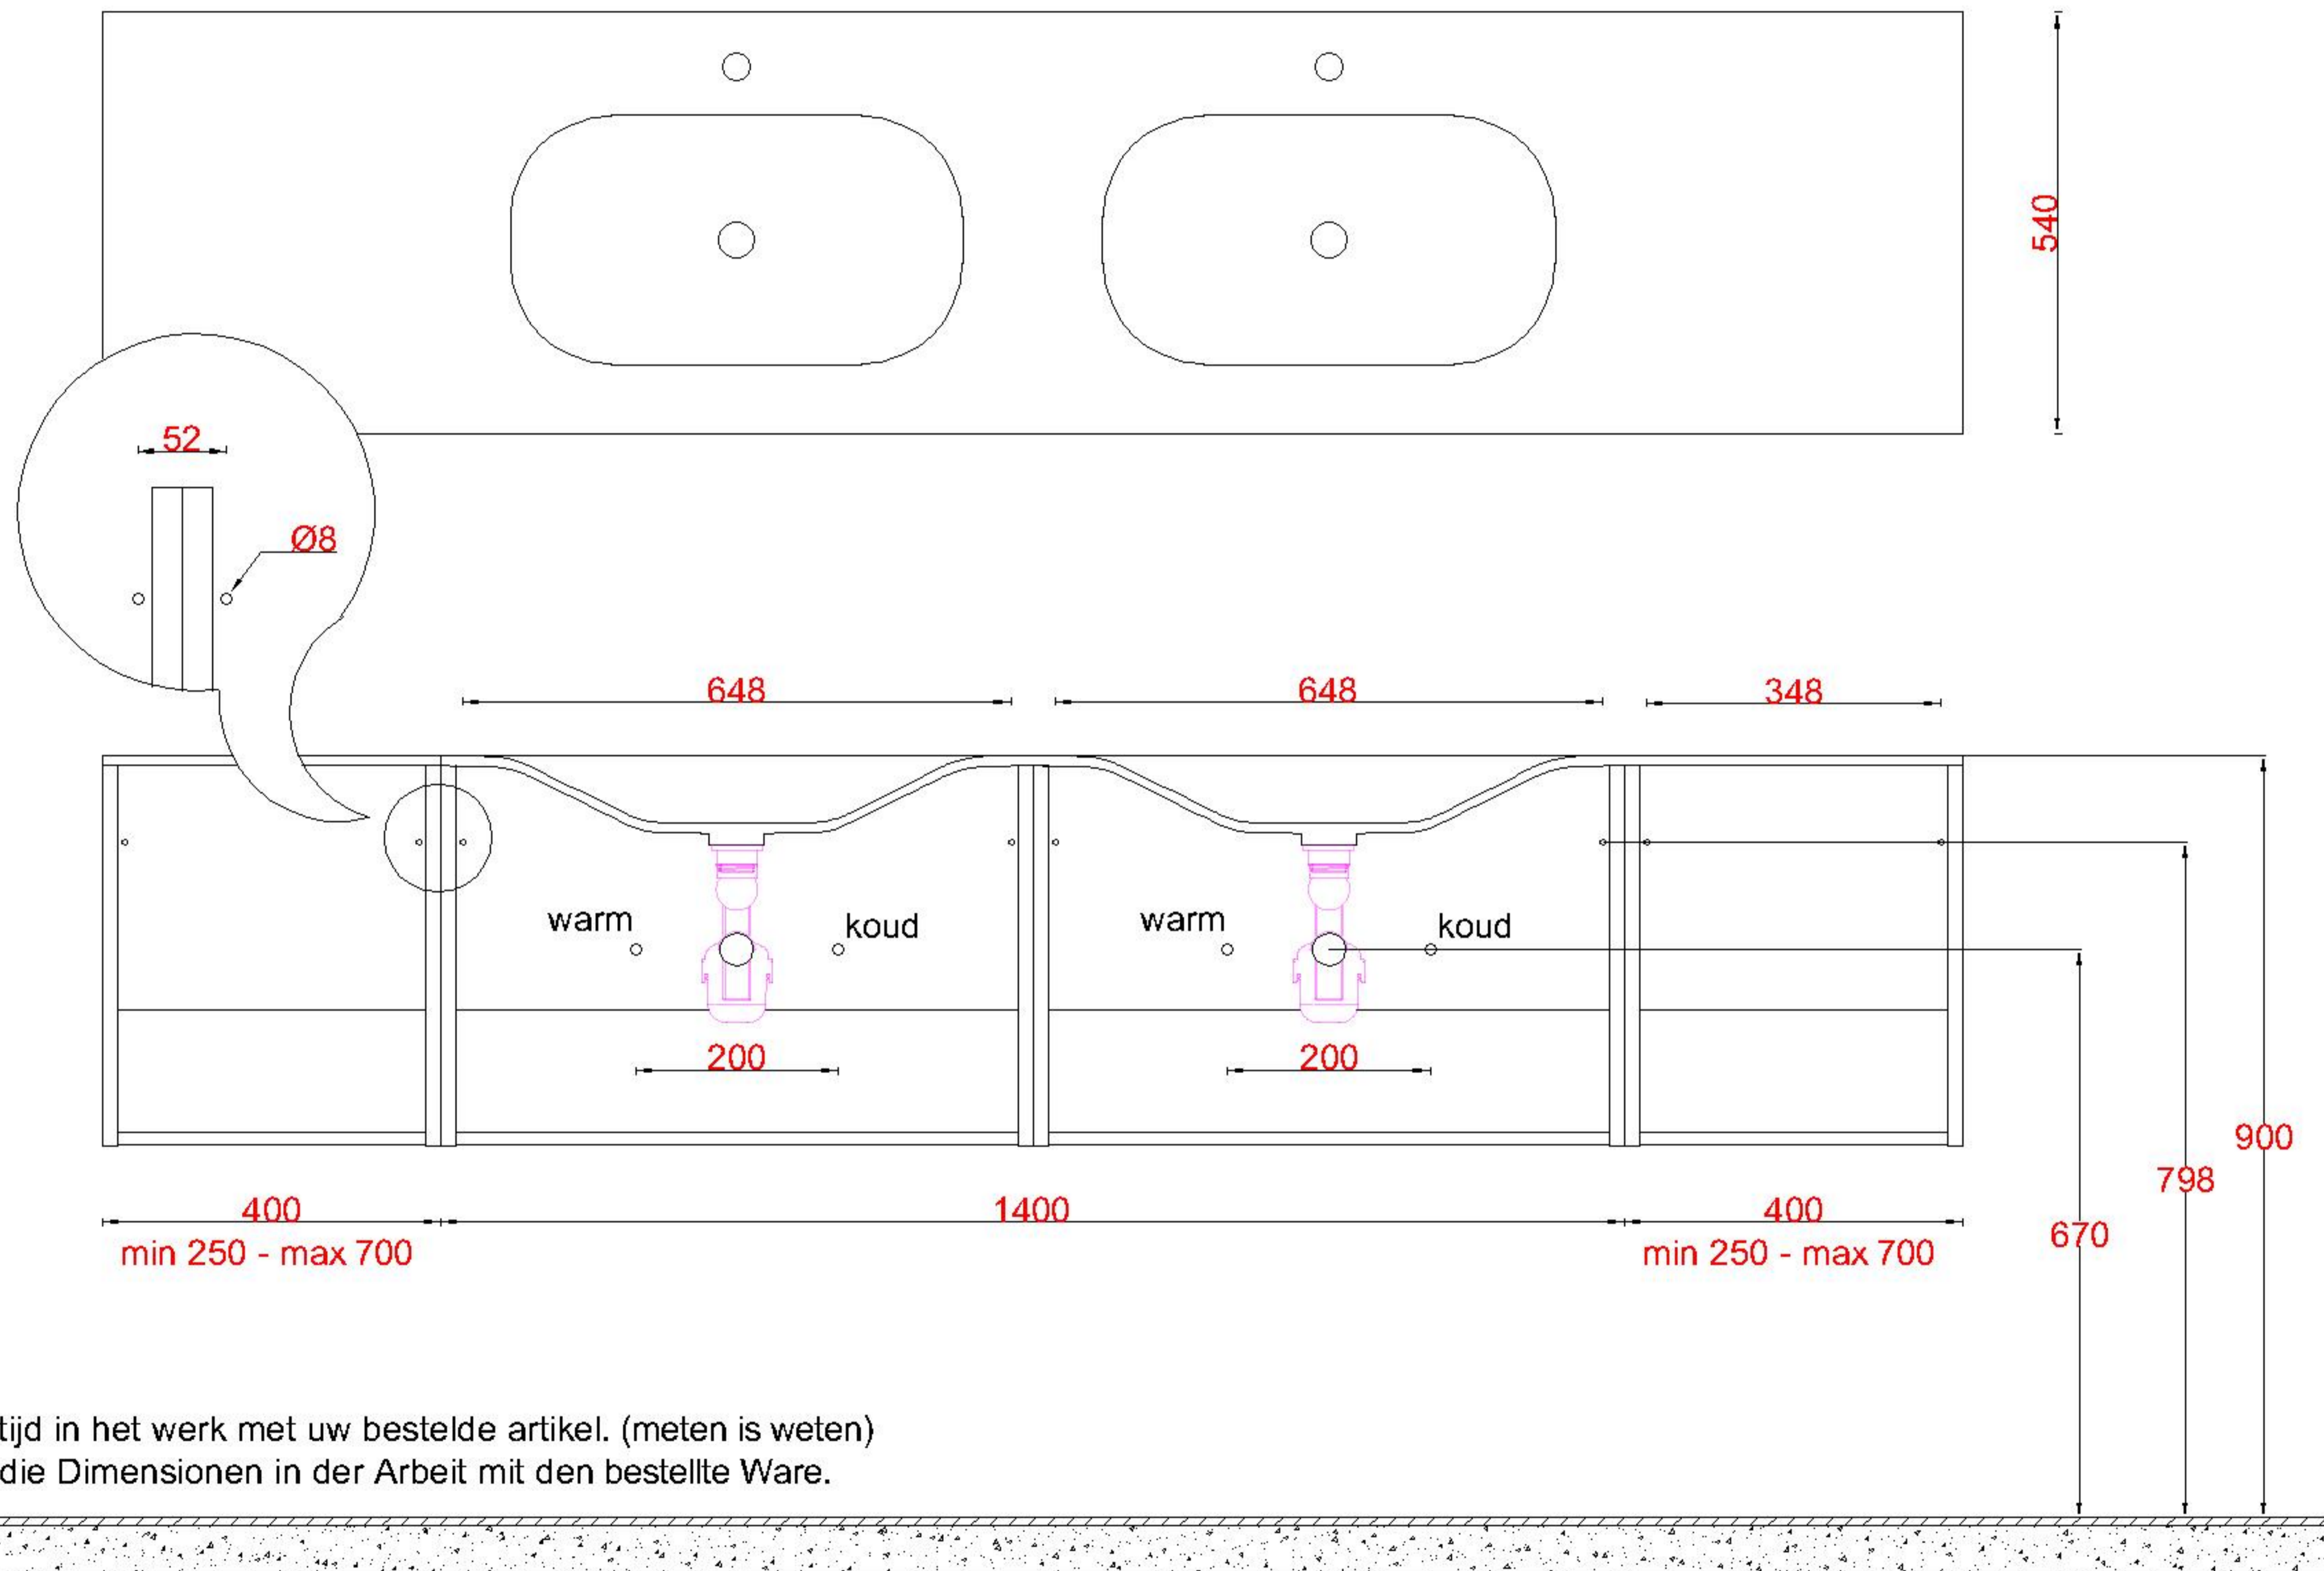 540
52
Ø8
648
648
348
warm
koud
warm
koud
200
200
900
798
670
400
1400
400
min 250 - max 700
min 250 - max 700
tijd in het werk met uw bestelde artikel. (meten is weten)
die Dimensionen in der Arbeit mit den bestellte Ware.